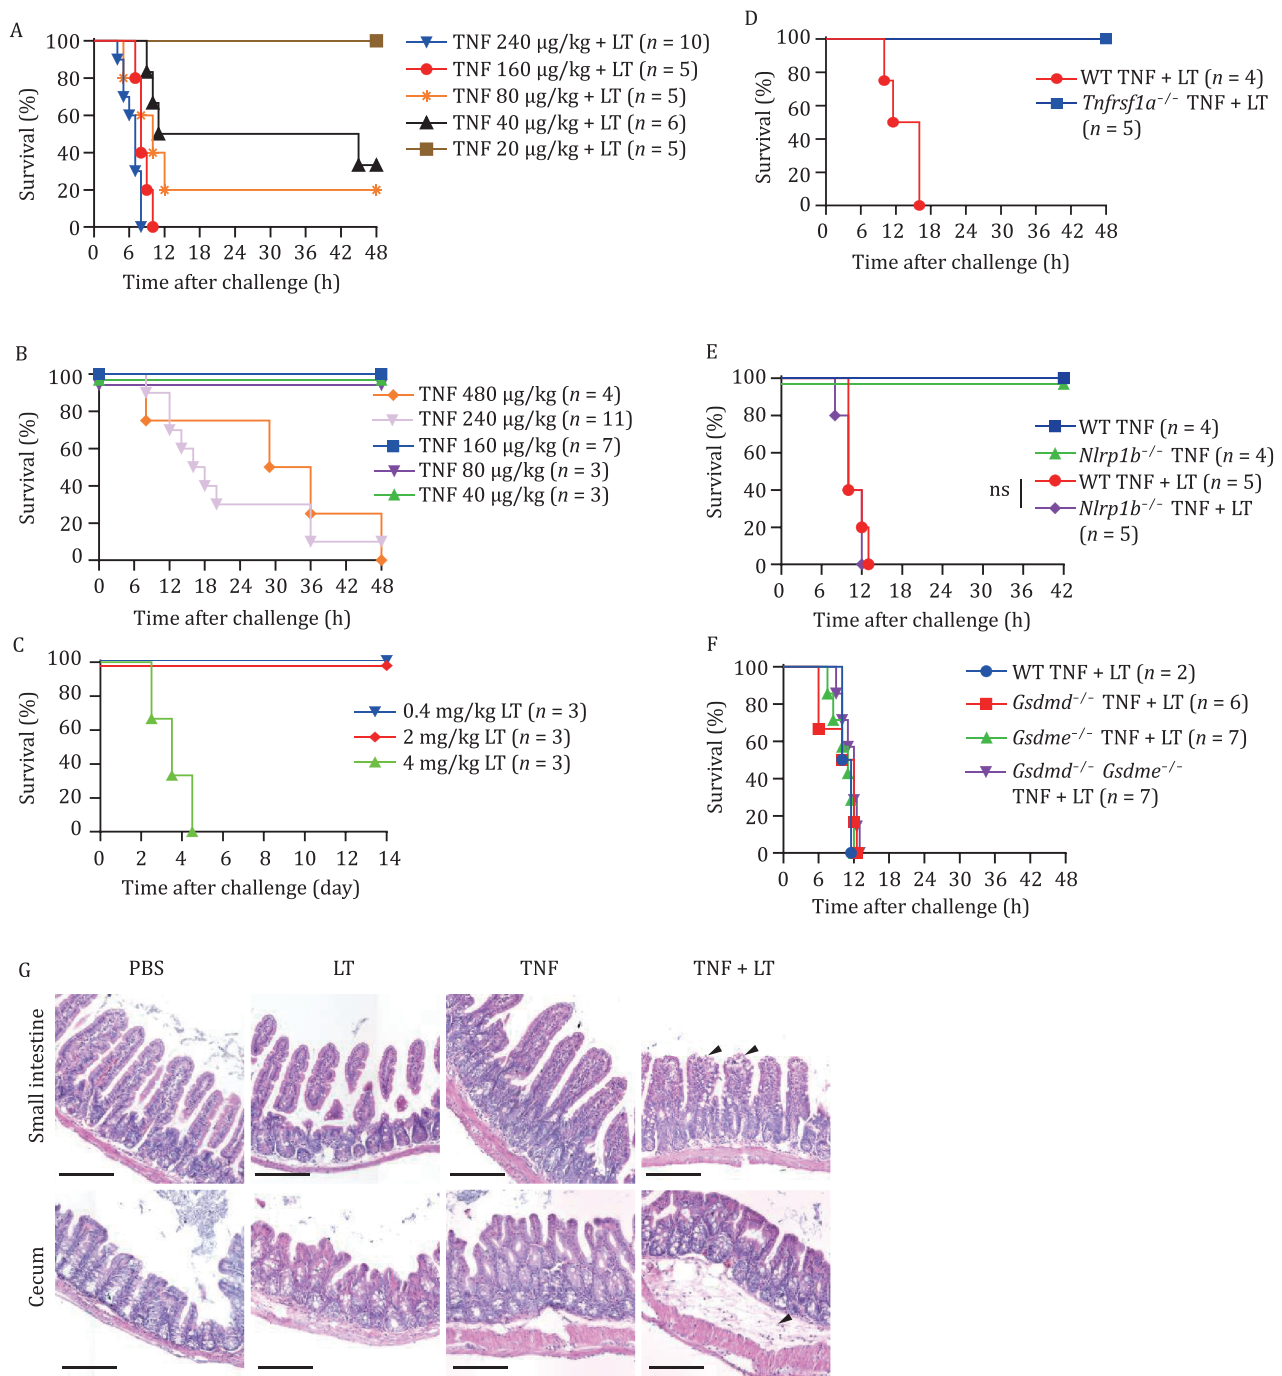 A
Survival (%)
100
80
60
40
20
0
0 6 12 18 24 30 36 42 48
Time after challenge (h)
TNF 240 μg/kg + LT (n = 10)
TNF 160 μg/kg + LT (n = 5)
TNF 80 μg/kg + LT (n = 5)
TNF 40 μg/kg + LT (n = 6)
TNF 20 μg/kg + LT (n = 5)
B
Survival (%)
100
80
60
40
20
0
0 6 12 18 24 30 36 42 48
Time after challenge (h)
TNF 480 μg/kg (n = 4)
TNF 240 μg/kg (n = 11)
TNF 160 μg/kg (n = 7)
TNF 80 μg/kg (n = 3)
TNF 40 μg/kg (n = 3)
C
Survival (%)
100
80
60
40
20
0
0 2 4 6 8 10 12 14
Time after challenge (day)
0.4 mg/kg LT (n = 3)
2 mg/kg LT (n = 3)
4 mg/kg LT (n = 3)
D
Survival (%)
100
80
60
40
20
0
0 6 12 18 24 30 36 42 48
Time after challenge (h)
WT TNF + LT (n = 4)
Tnfrsf1a⁻/⁻ TNF + LT
(n = 5)
E
Survival (%)
100
80
60
40
20
0
0 6 12 18 24 30 36 42
Time after challenge (h)
WT TNF (n = 4)
Nlrp1b⁻/⁻ TNF (n = 4)
ns
WT TNF + LT (n = 5)
Nlrp1b⁻/⁻ TNF + LT
(n = 5)
F
Survival (%)
100
80
60
40
20
0
0 6 12 18 24 30 36 42 48
Time after challenge (h)
WT TNF + LT (n = 2)
Gsdmd⁻/⁻ TNF + LT (n = 6)
Gsdme⁻/⁻ TNF + LT (n = 7)
Gsdmd⁻/⁻ Gsdme⁻/⁻
TNF + LT (n = 7)
G
PBS LT TNF TNF + LT
Small intestine
Cecum